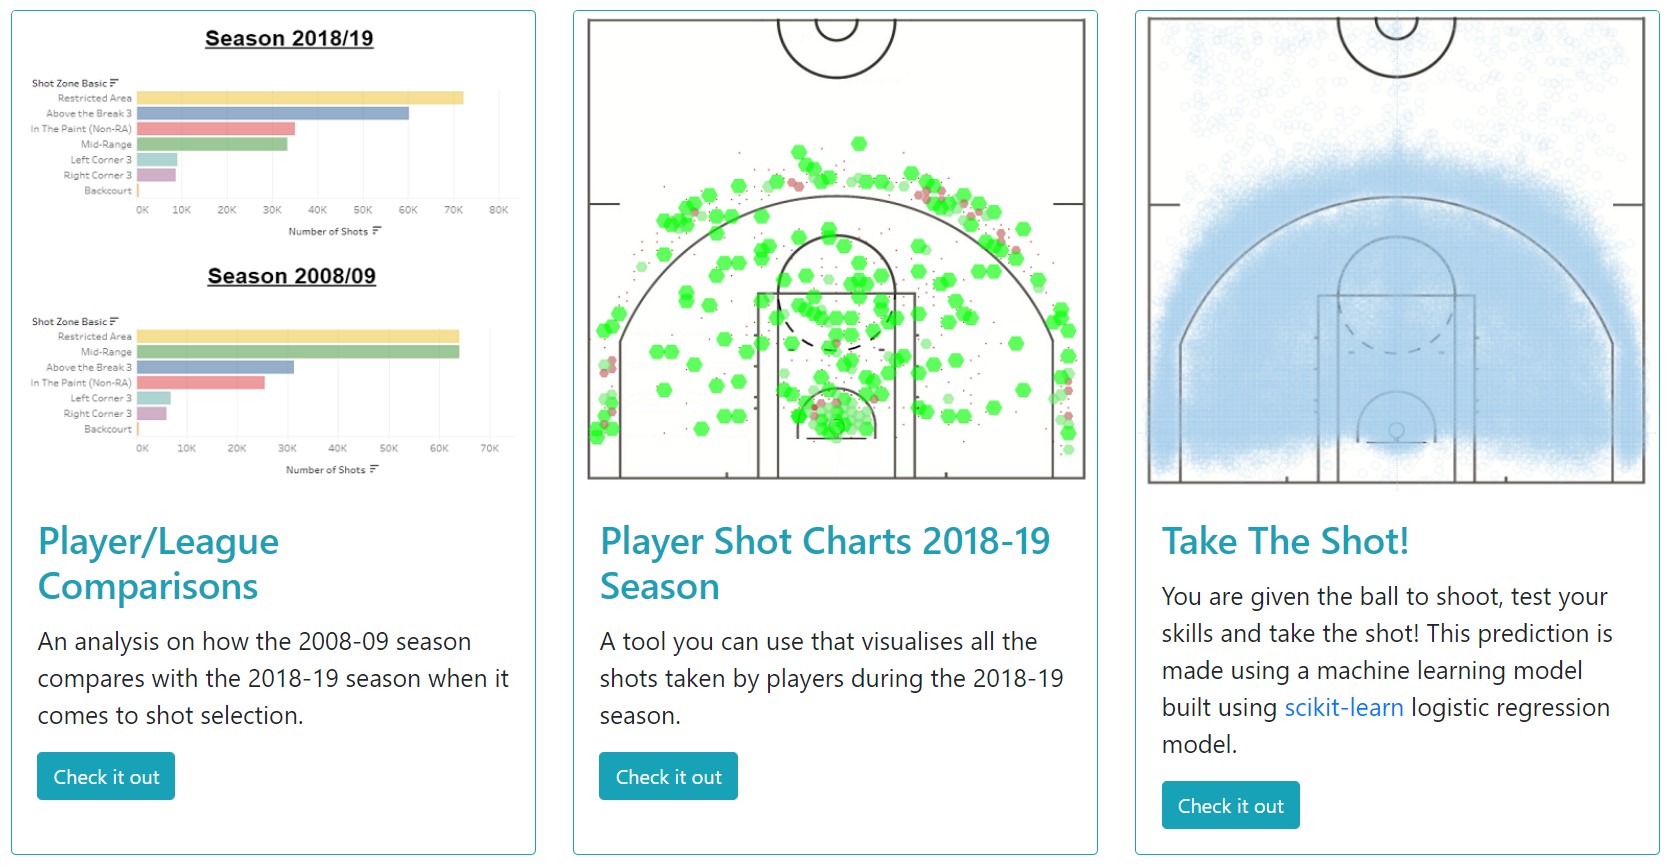 Season 2018/19
Shot Zone Basic
Restricted Area
Above the Break 3
In The Paint (Non-RA)
Mid-Range
Left Corner 3
Right Corner 3
Backcourt
0K 10K 20K 30K 40K 50K 60K 70K 80K
Number of Shots
Season 2008/09
Shot Zone Basic
Restricted Area
Mid-Range
Above the Break 3
In The Paint (Non-RA)
Left Corner 3
Right Corner 3
Backcourt
0K 10K 20K 30K 40K 50K 60K 70K
Number of Shots
Player/League
Comparisons
An analysis on how the 2008-09 season
compares with the 2018-19 season when it
comes to shot selection.
Check it out
Player Shot Charts 2018-19
Season
A tool you can use that visualises all the
shots taken by players during the 2018-19
season.
Check it out
Take The Shot!
You are given the ball to shoot, test your
skills and take the shot! This prediction is
made using a machine learning model
built using scikit-learn logistic regression
model.
Check it out